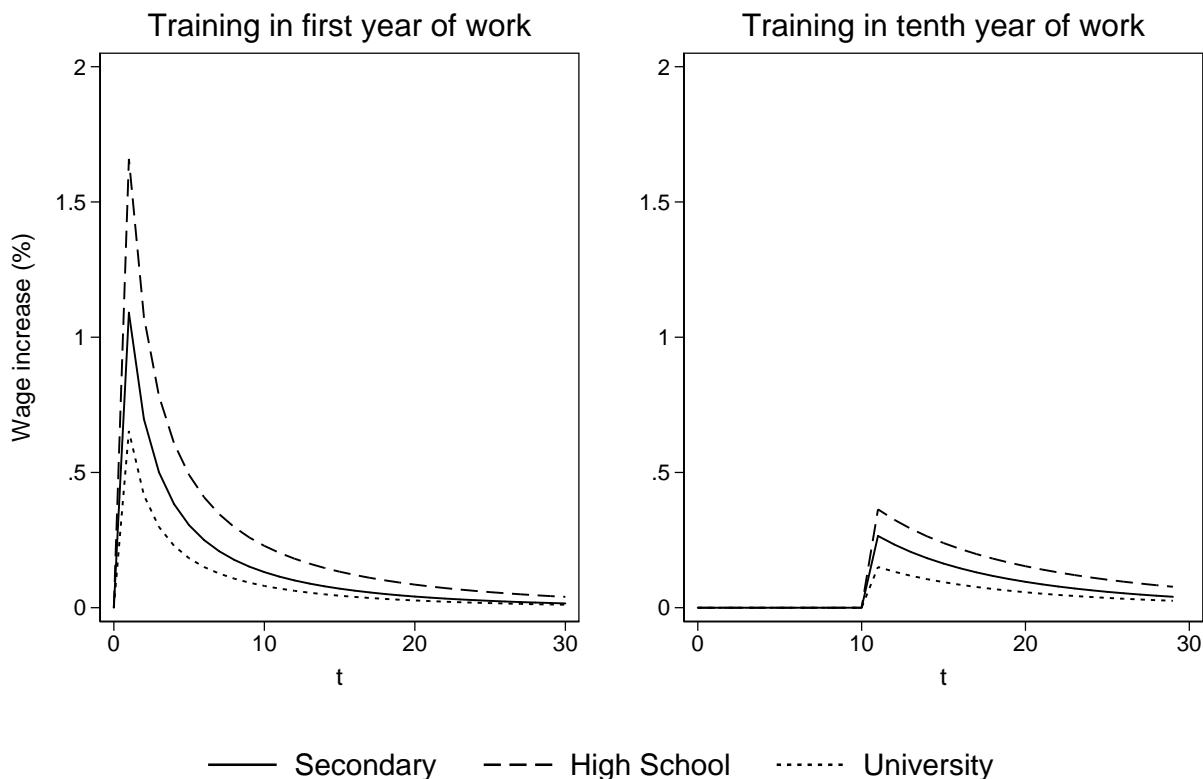 Training in first year of work
Training in tenth year of work
Wage increase (%)
2
1.5
1
.5
0
0 10 20 30
t
2
1.5
1
.5
0
0 10 20 30
t
Secondary High School University